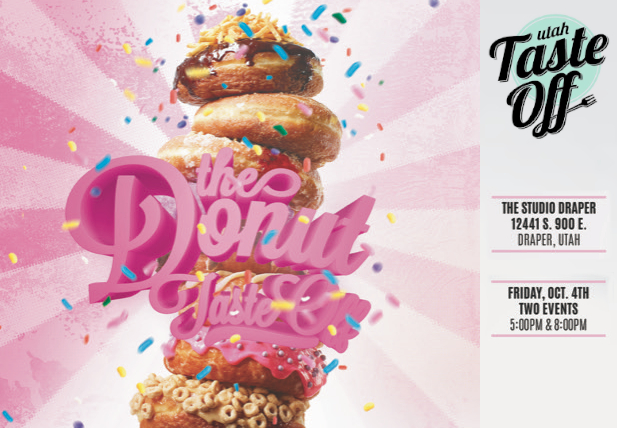 the
Donut
Taste Off
utah
Taste
Off
THE STUDIO DRAPER
12441 S. 900 E.
DRAPER, UTAH
FRIDAY, OCT. 4TH
TWO EVENTS
5:00PM & 8:00PM